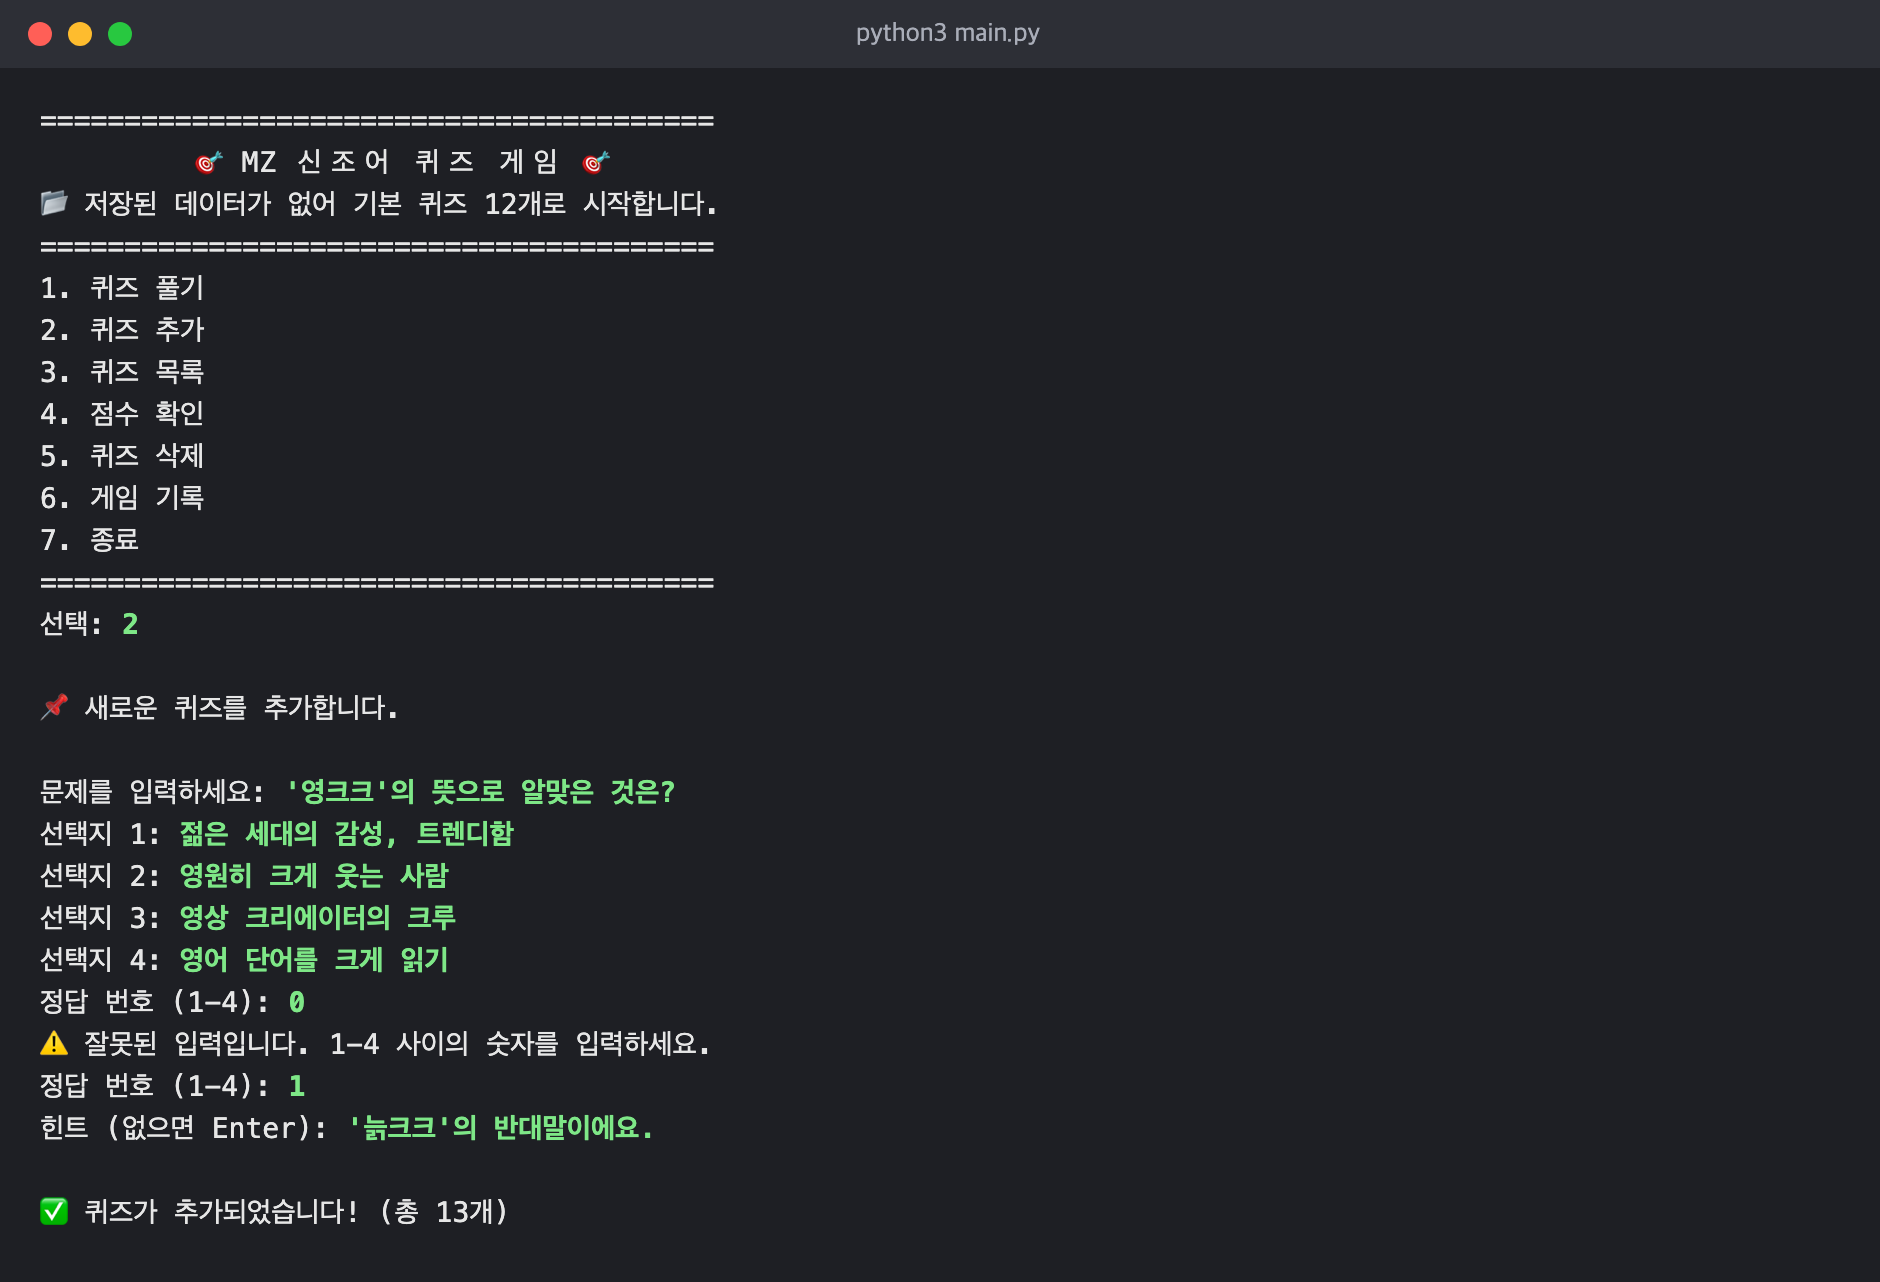 python3 main.py
========================================
🎯 MZ 신조어 퀴즈 게임 🎯
📂 저장된 데이터가 없어 기본 퀴즈 12개로 시작합니다.
========================================
1. 퀴즈 풀기
2. 퀴즈 추가
3. 퀴즈 목록
4. 점수 확인
5. 퀴즈 삭제
6. 게임 기록
7. 종료
========================================
선택: 2
📌 새로운 퀴즈를 추가합니다.
문제를 입력하세요: '영크크'의 뜻으로 알맞은 것은?
선택지 1: 젊은 세대의 감성, 트렌디함
선택지 2: 영원히 크게 웃는 사람
선택지 3: 영상 크리에이터의 크루
선택지 4: 영어 단어를 크게 읽기
정답 번호 (1-4): 0
⚠️ 잘못된 입력입니다. 1-4 사이의 숫자를 입력하세요.
정답 번호 (1-4): 1
힌트 (없으면 Enter): '늙크크'의 반대말이에요.
✅ 퀴즈가 추가되었습니다! (총 13개)